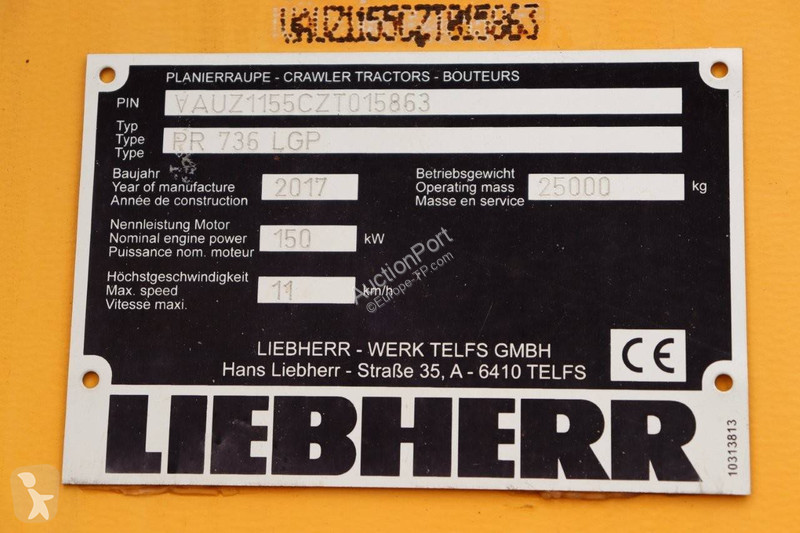 VAUZ1155CZT015863
PLANIERRAUPE - CRAWLER TRACTORS - BOUTEURS
PIN VAUZ1155CZT015863
Typ
Type PR 736 LGP
Type
Baujahr
Year of manufacture 2017
Année de construction
Betriebsgewicht
Operating mass 25000 kg
Masse en service
Nennleistung Motor
Nominal engine power 150 kW
Puissance nom. moteur
Höchstgeschwindigkeit
Max. speed 11 km/h
Vitesse maxi.
AuctionPort
©Europe-TP.com
LIEBHERR - WERK TELFS GMBH
Hans Liebherr - Straße 35, A - 6410 TELFS
CE
LIEBHERR
10313813